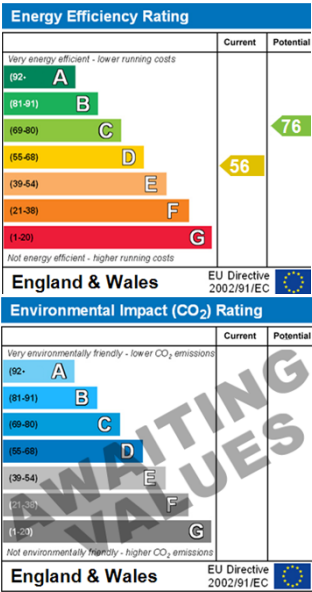 Energy Efficiency Rating
Current Potential
Very energy efficient - lower running costs
(92- A
(81-91) B
(69-80) C
76
(55-68) D
56
(39-54) E
(21-38) F
(1-20) G
Not energy efficient - higher running costs
England & Wales
EU Directive
2002/91/EC
Environmental Impact (CO2) Rating
Current Potential
Very environmentally friendly - lower CO2 emissions
(92- A
(81-91) B
(69-80) C
(55-68) D
(39-54) E
(21-38) F
(1-20) G
AWAITING
VALUES
Not environmentally friendly - higher CO2 emissions
England & Wales
EU Directive
2002/91/EC